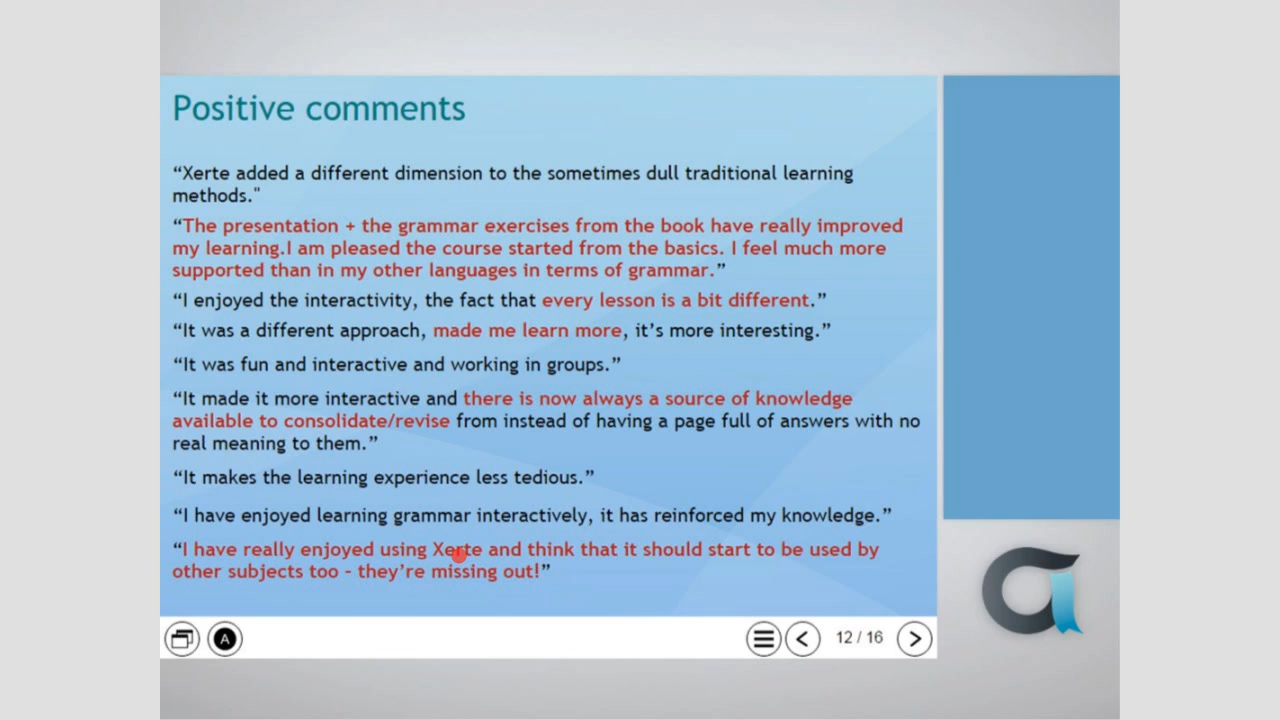 Positive comments
“Xerte added a different dimension to the sometimes dull traditional learning
methods."
“The presentation + the grammar exercises from the book have really improved
my learning.I am pleased the course started from the basics. I feel much more
supported than in my other languages in terms of grammar.”
“I enjoyed the interactivity, the fact that every lesson is a bit different.”
“It was a different approach, made me learn more, it’s more interesting.”
“It was fun and interactive and working in groups.”
“It made it more interactive and there is now always a source of knowledge
available to consolidate/revise from instead of having a page full of answers with no
real meaning to them.”
“It makes the learning experience less tedious.”
“I have enjoyed learning grammar interactively, it has reinforced my knowledge.”
“I have really enjoyed using Xerte and think that it should start to be used by
other subjects too – they’re missing out!”
A
12 / 16